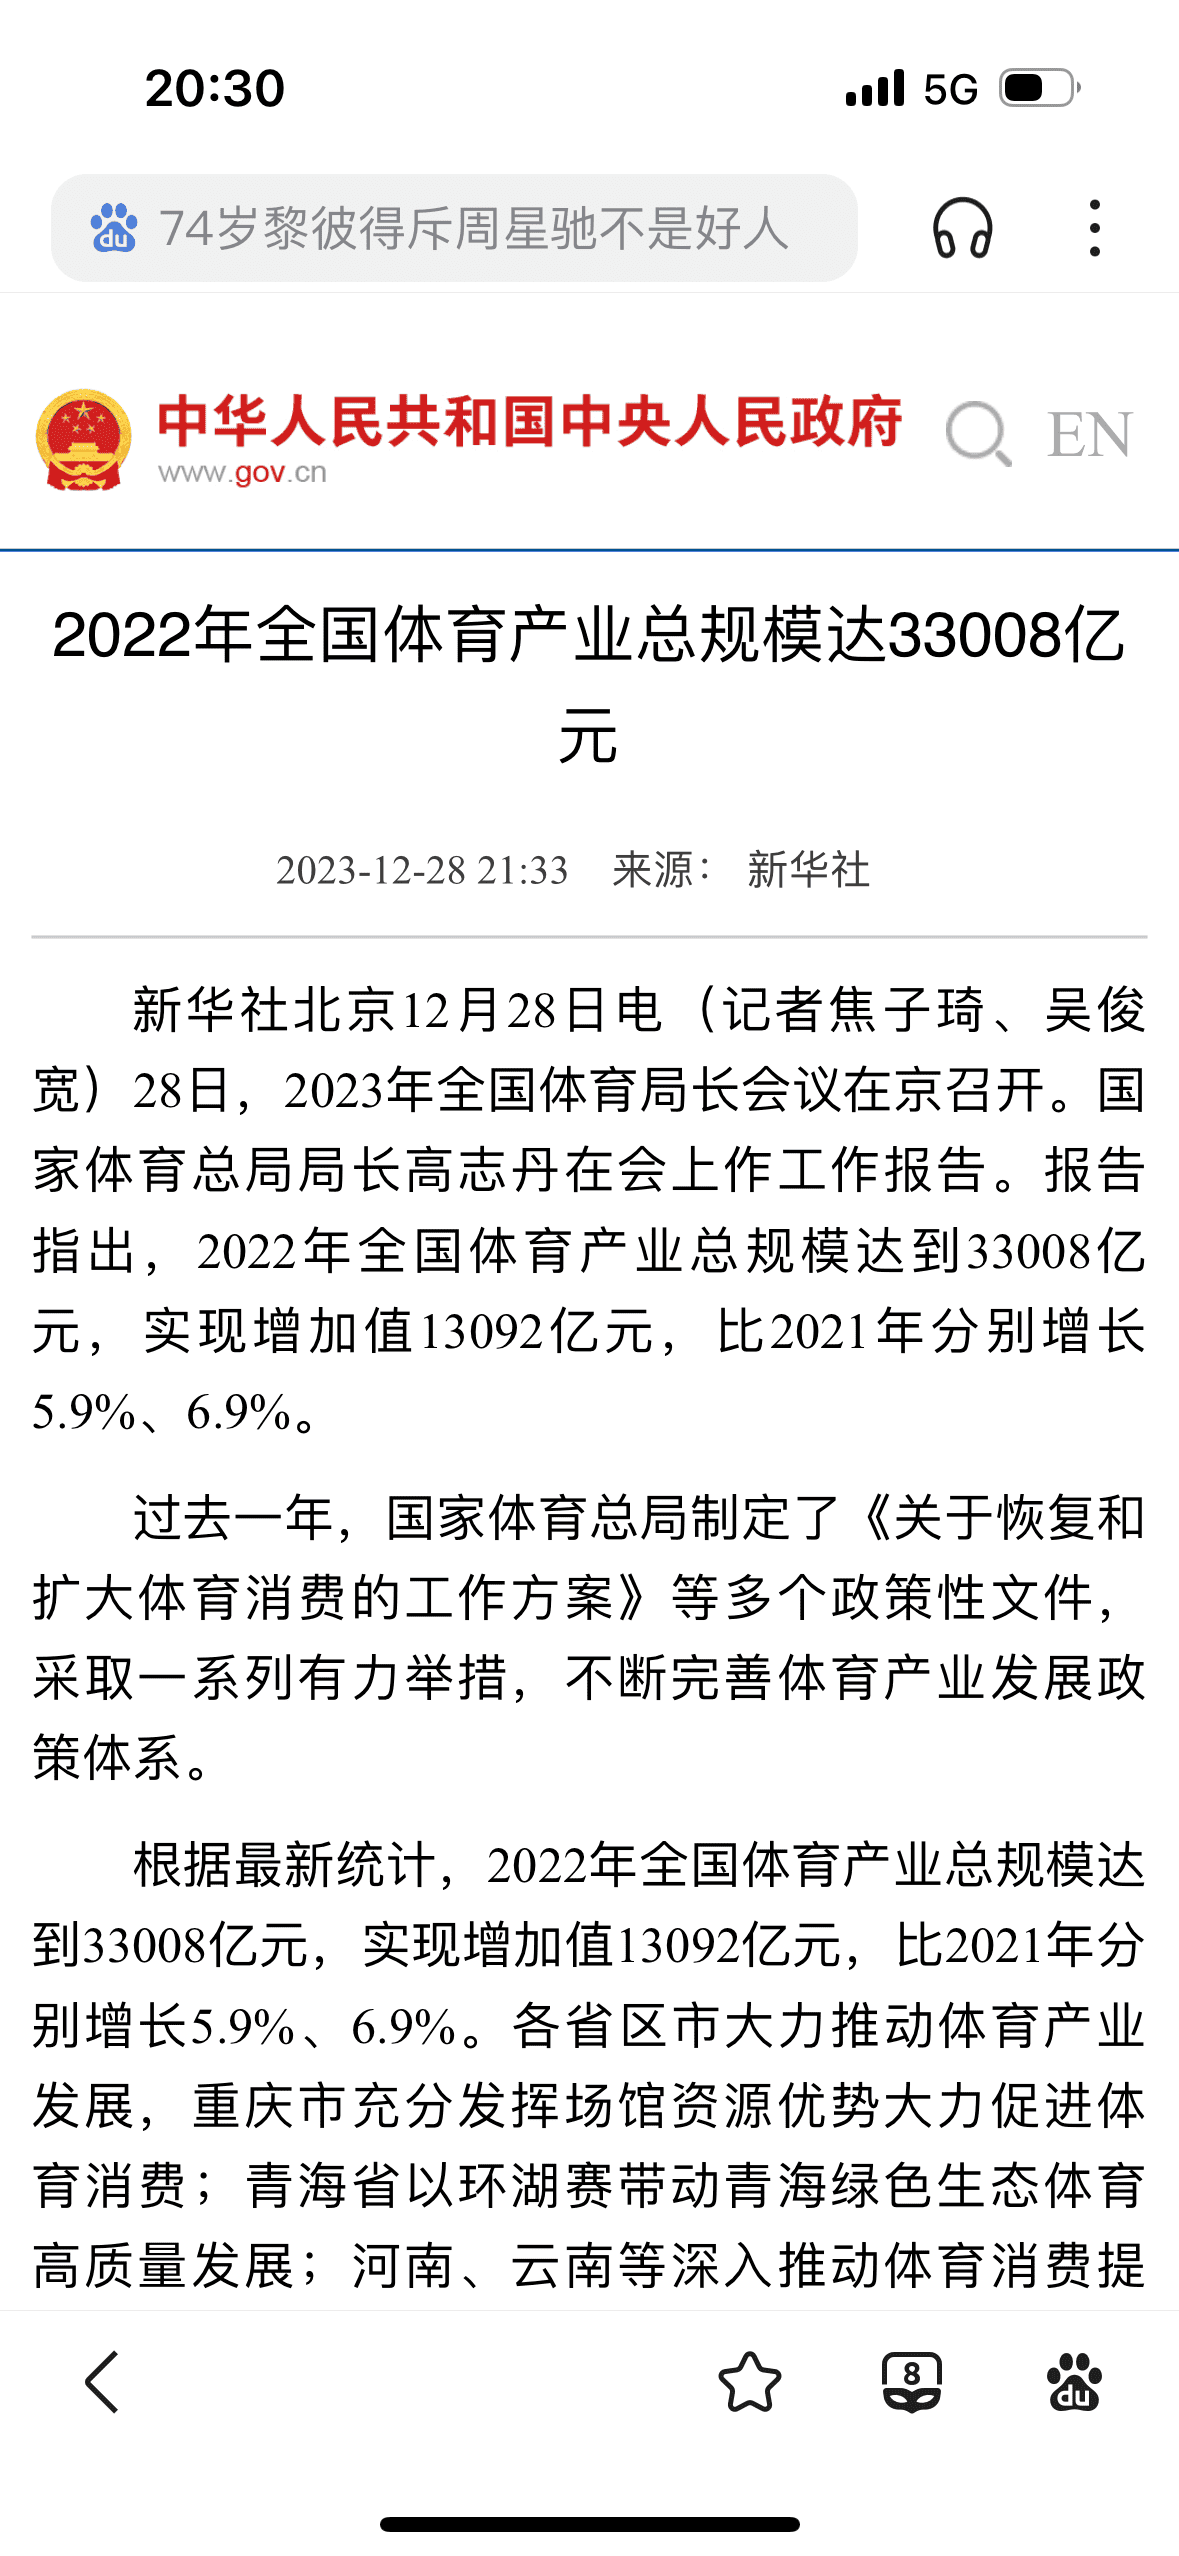 20:30
5G
du 74岁黎彼得斥周星驰不是好人
中华人民共和国中央人民政府
www.gov.cn
EN
2022年全国体育产业总规模达33008亿
元
2023-12-28 21:33 来源： 新华社
新华社北京12月28日电（记者焦子琦、吴俊
宽）28日，2023年全国体育局长会议在京召开。国
家体育总局局长高志丹在会上作工作报告。报告
指出，2022年全国体育产业总规模达到33008亿
元，实现增加值13092亿元，比2021年分别增长
5.9%、6.9%。
过去一年，国家体育总局制定了《关于恢复和
扩大体育消费的工作方案》等多个政策性文件，
采取一系列有力举措，不断完善体育产业发展政
策体系。
根据最新统计，2022年全国体育产业总规模达
到33008亿元，实现增加值13092亿元，比2021年分
别增长5.9%、6.9%。各省区市大力推动体育产业
发展，重庆市充分发挥场馆资源优势大力促进体
育消费；青海省以环湖赛带动青海绿色生态体育
高质量发展；河南、云南等深入推动体育消费提
8
du